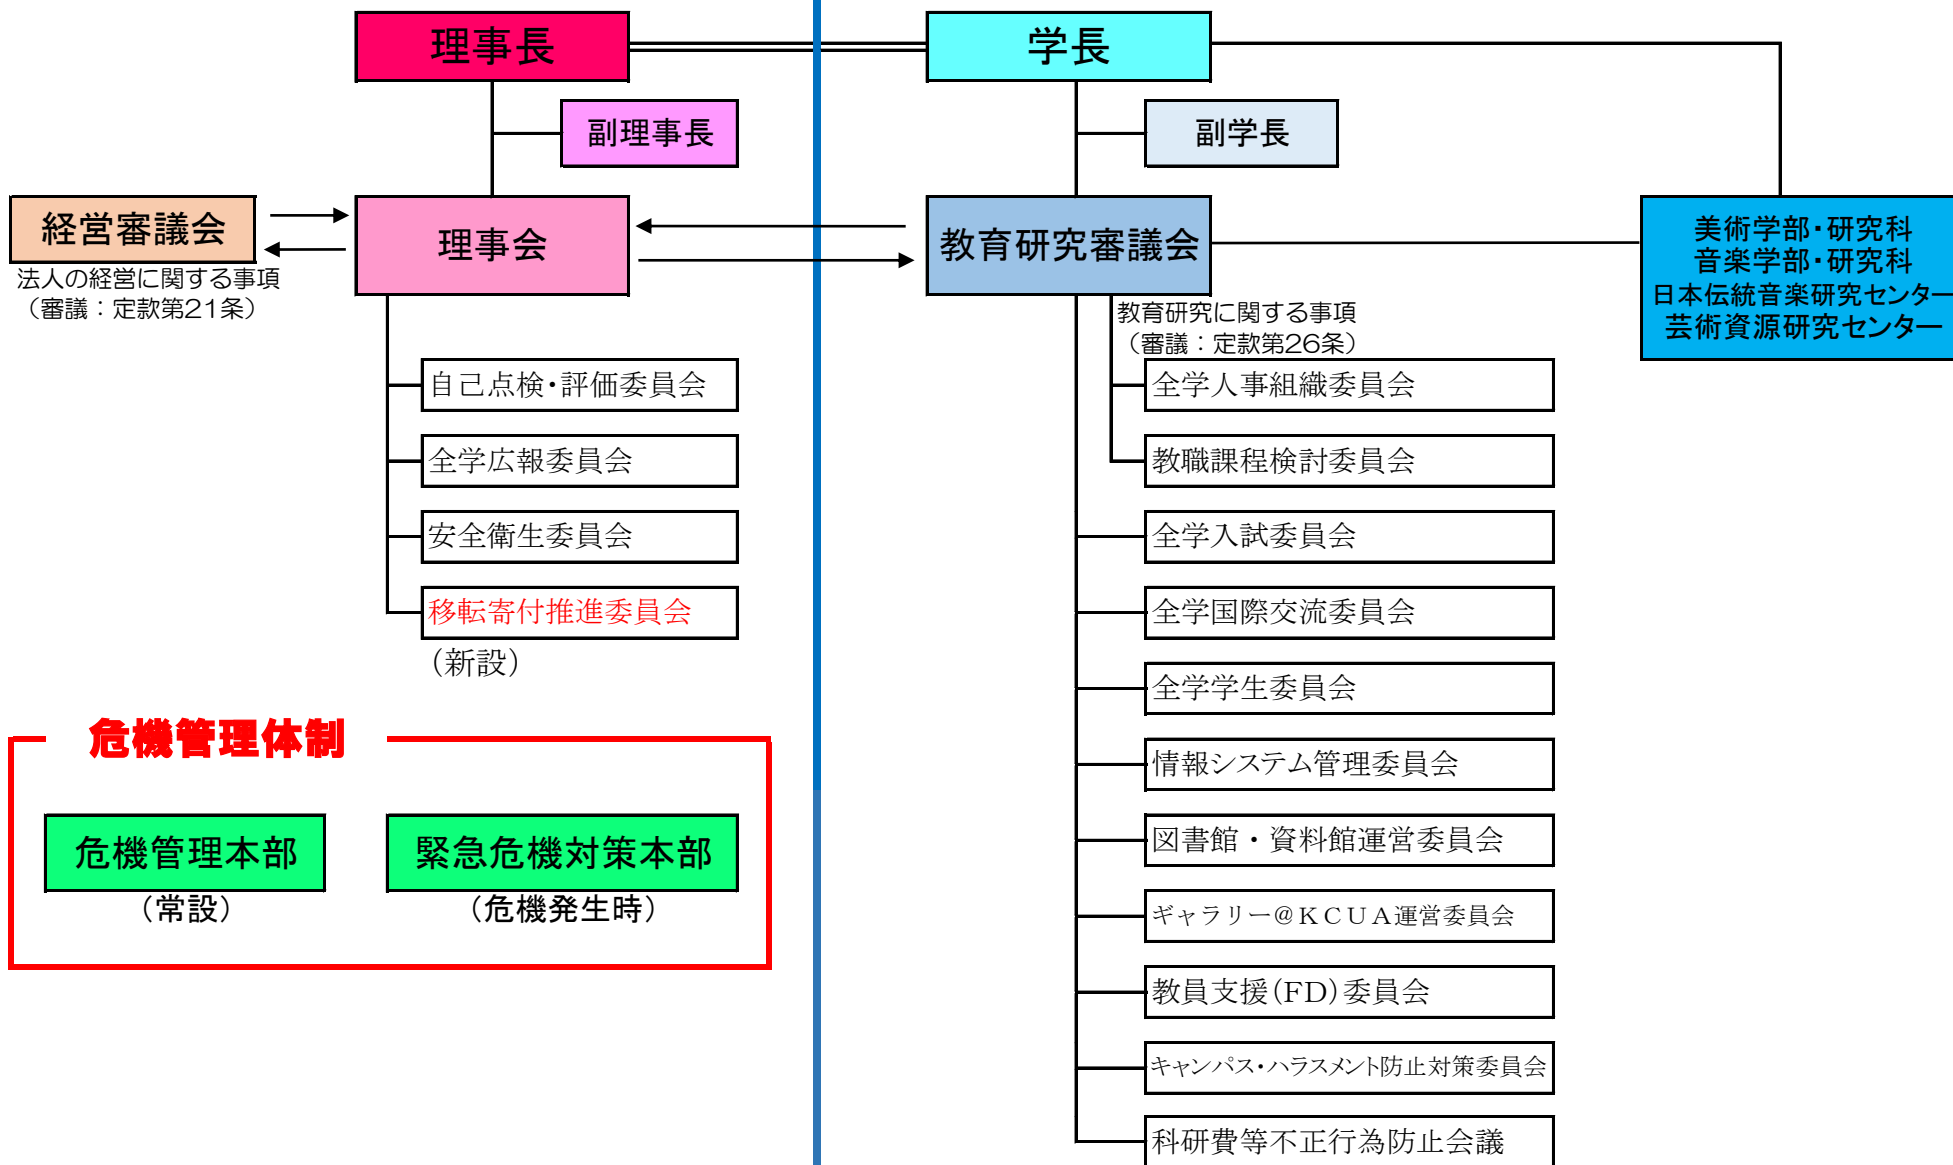 理事長
学長
副理事長
副学長
経営審議会
法人の経営に関する事項
（審議：定款第21条）
理事会
教育研究審議会
教育研究に関する事項
（審議：定款第26条）
美術学部・研究科
音楽学部・研究科
日本伝統音楽研究センター
芸術資源研究センター
自己点検・評価委員会
全学広報委員会
安全衛生委員会
移転寄付推進委員会
（新設）
全学人事組織委員会
教職課程検討委員会
全学入試委員会
全学国際交流委員会
全学学生委員会
情報システム管理委員会
図書館・資料館運営委員会
ギャラリー＠ＫＣＵＡ運営委員会
教員支援（FD）委員会
キャンパス・ハラスメント防止対策委員会
科研費等不正行為防止会議
危機管理体制
危機管理本部
（常設）
緊急危機対策本部
（危機発生時）